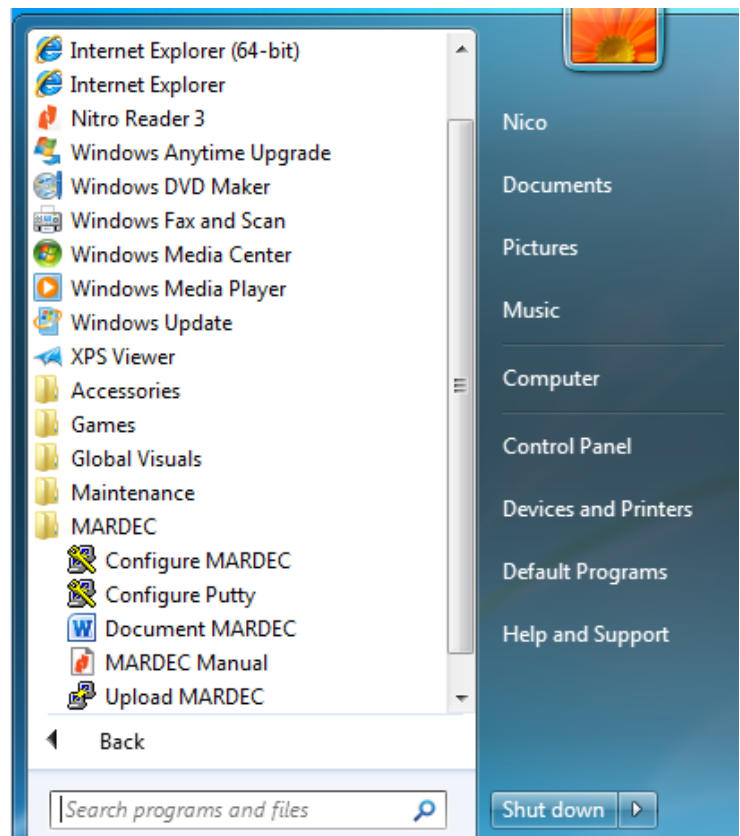 Internet Explorer (64-bit)
Internet Explorer
Nitro Reader 3
Windows Anytime Upgrade
Windows DVD Maker
Windows Fax and Scan
Windows Media Center
Windows Media Player
Windows Update
XPS Viewer
Accessories
Games
Global Visuals
Maintenance
MARDEC
Configure MARDEC
Configure Putty
Document MARDEC
MARDEC Manual
Upload MARDEC
Back
Search programs and files
Nico
Documents
Pictures
Music
Computer
Control Panel
Devices and Printers
Default Programs
Help and Support
Shut down